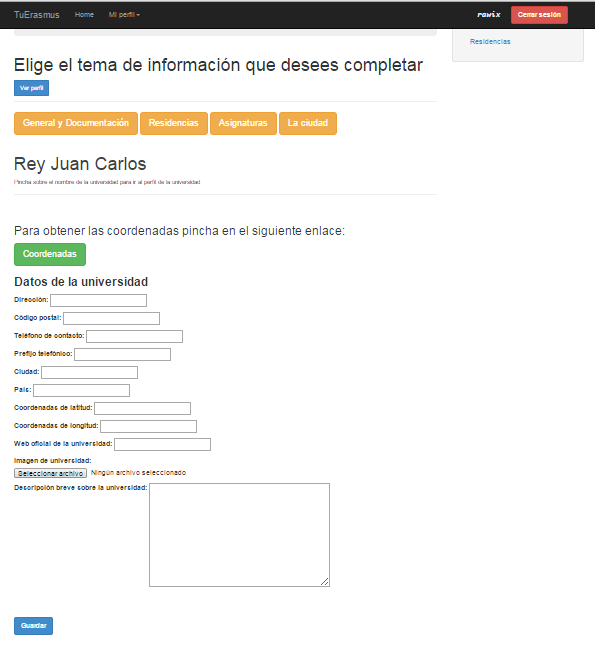 TuErasmus Home Mi perfil rawix Cerrar sesión
Residencias
Elige el tema de información que desees completar
Ver perfil
General y Documentación Residencias Asignaturas La ciudad
Rey Juan Carlos
Pincha sobre el nombre de la universidad para ir al perfil de la universidad
Para obtener las coordenadas pincha en el siguiente enlace:
Coordenadas
Datos de la universidad
Dirección:
Código postal:
Teléfono de contacto:
Prefijo telefónico:
Ciudad:
País:
Coordenadas de latitud:
Coordenadas de longitud:
Web oficial de la universidad:
Imagen de universidad:
Seleccionar archivo Ningún archivo seleccionado
Descripción breve sobre la universidad:
Guardar